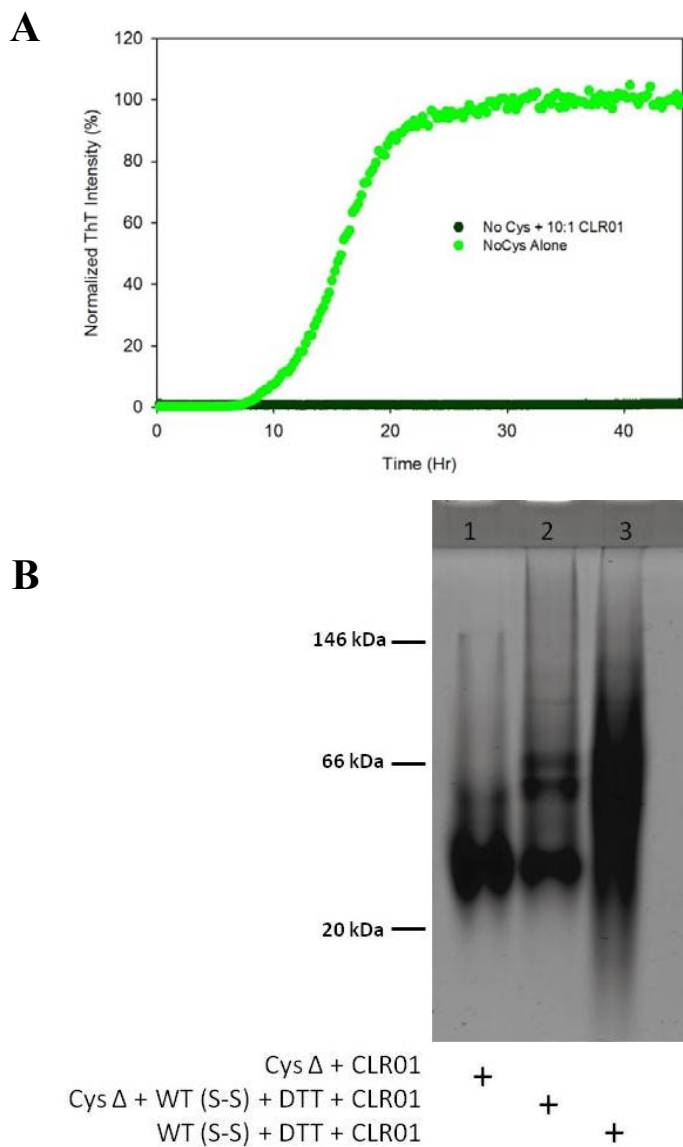 A
120
100
80
60
40
20
0
Normalized ThT Intensity (%)
No Cys + 10:1 CLR01
NoCys Alone
0 10 20 30 40
Time (Hr)
B
1 2 3
146 kDa
66 kDa
20 kDa
Cys Δ + CLR01 +
Cys Δ + WT (S-S) + DTT + CLR01 +
WT (S-S) + DTT + CLR01 +